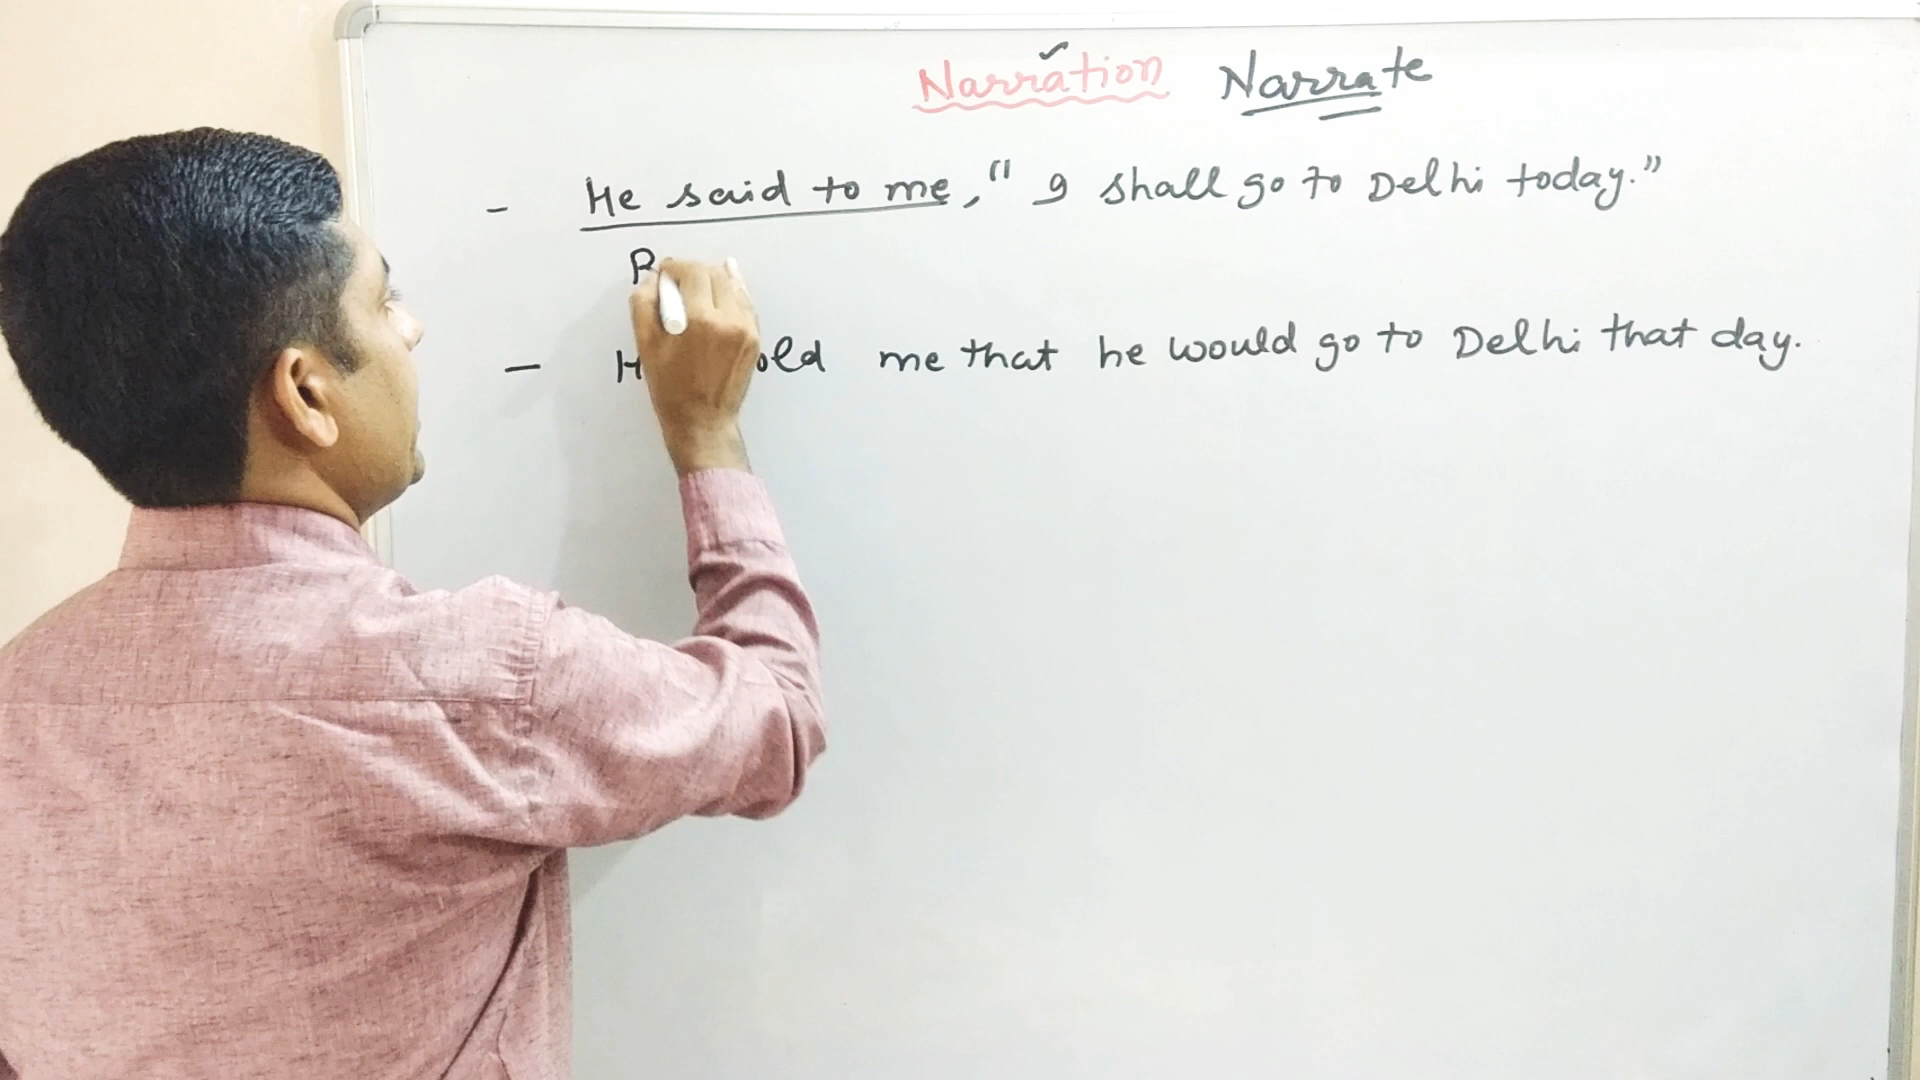 Narration Narrate
- He said to me, "I shall go to Delhi today."
R
- me that he would go to Delhi that day.